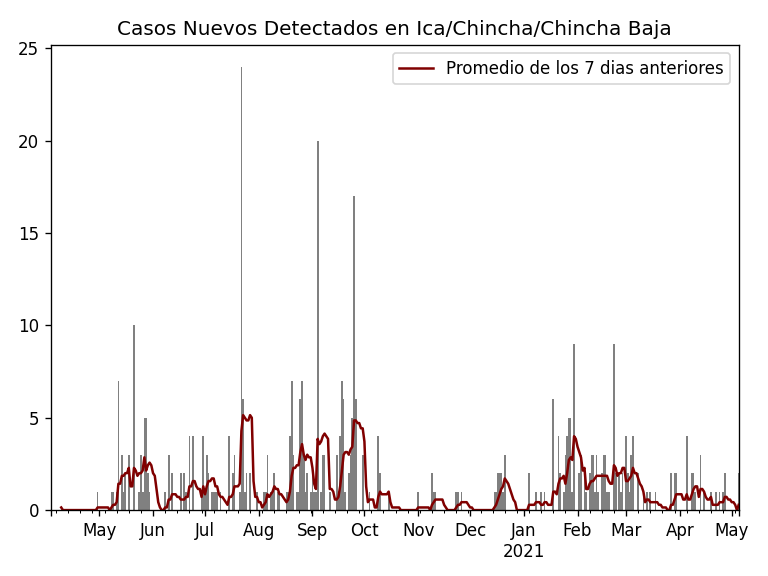 Casos Nuevos Detectados en Ica/Chincha/Chincha Baja
Promedio de los 7 dias anteriores
25
20
15
10
5
0
May Jun Jul Aug Sep Oct Nov Dec Jan Feb Mar Apr May
2021